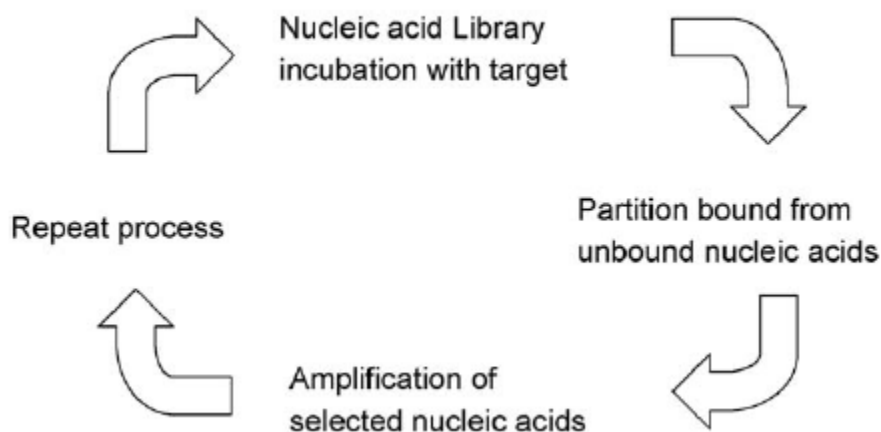 Nucleic acid Library
incubation with target
Partition bound from
unbound nucleic acids
Amplification of
selected nucleic acids
Repeat process